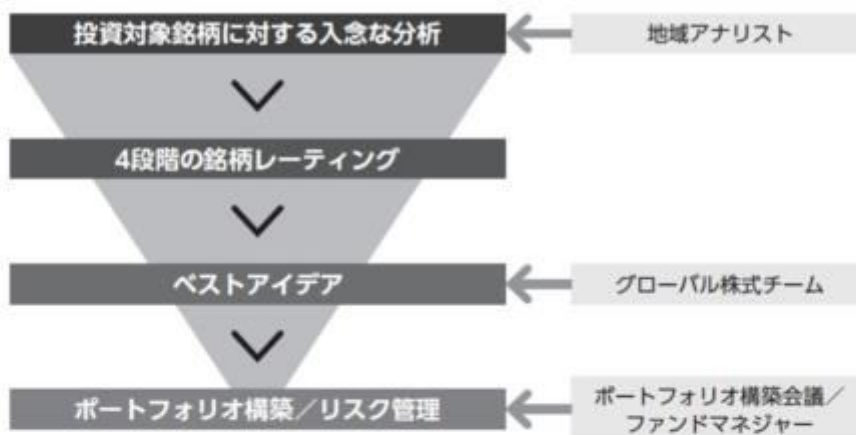 投資対象銘柄に対する入念な分析
地域アナリスト
4段階の銘柄レーティング
ベストアイデア
グローバル株式チーム
ポートフォリオ構築／リスク管理
ポートフォリオ構築会議／
ファンドマネジャー